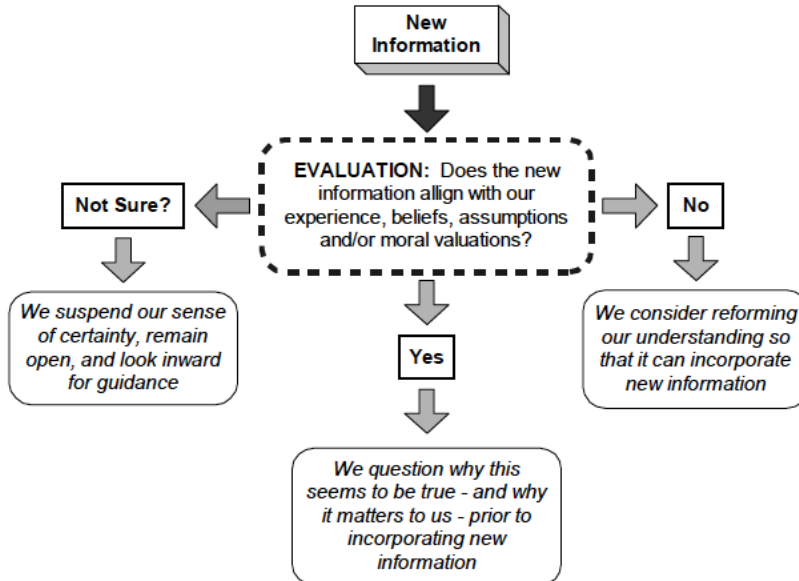 New
Information
EVALUATION: Does the new
information allign with our
experience, beliefs, assumptions
and/or moral valuations?
Not Sure?
No
We suspend our sense
of certainty, remain
open, and look inward
for guidance
Yes
We consider reforming
our understanding so
that it can incorporate
new information
We question why this
seems to be true - and why
it matters to us - prior to
incorporating new
information